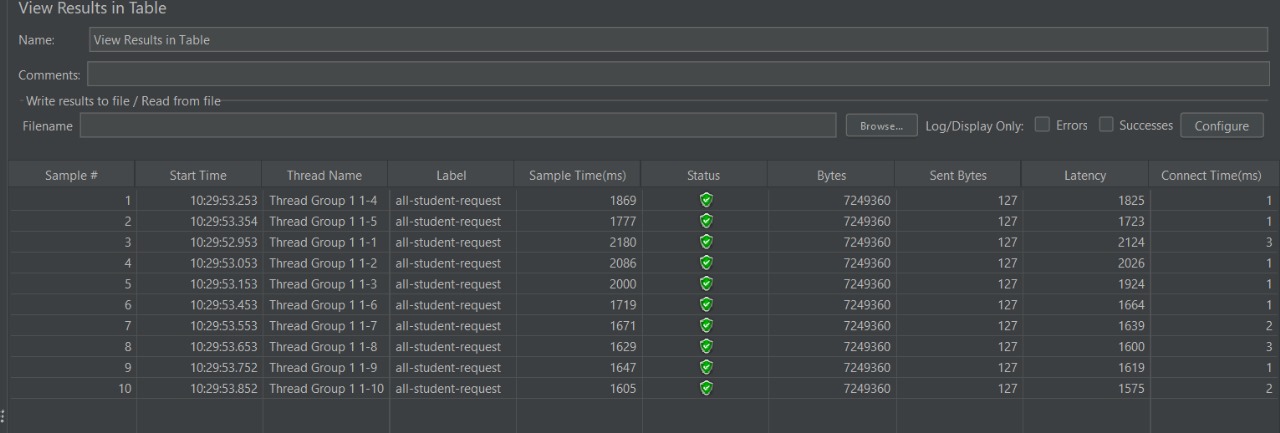 View Results in Table
Name: View Results in Table
Comments:
Write results to file / Read from file
Filename Browse... Log/Display Only: Errors Successes Configure
Sample # Start Time Thread Name Label Sample Time(ms) Status Bytes Sent Bytes Latency Connect Time(ms)
1 10:29:53.253 Thread Group 1 1-4 all-student-request 1869 7249360 127 1825 1
2 10:29:53.354 Thread Group 1 1-5 all-student-request 1777 7249360 127 1723 1
3 10:29:52.953 Thread Group 1 1-1 all-student-request 2180 7249360 127 2124 3
4 10:29:53.053 Thread Group 1 1-2 all-student-request 2086 7249360 127 2026 1
5 10:29:53.153 Thread Group 1 1-3 all-student-request 2000 7249360 127 1924 1
6 10:29:53.453 Thread Group 1 1-6 all-student-request 1719 7249360 127 1664 1
7 10:29:53.553 Thread Group 1 1-7 all-student-request 1671 7249360 127 1639 2
8 10:29:53.653 Thread Group 1 1-8 all-student-request 1629 7249360 127 1600 3
9 10:29:53.752 Thread Group 1 1-9 all-student-request 1647 7249360 127 1619 1
10 10:29:53.852 Thread Group 1 1-10 all-student-request 1605 7249360 127 1575 2